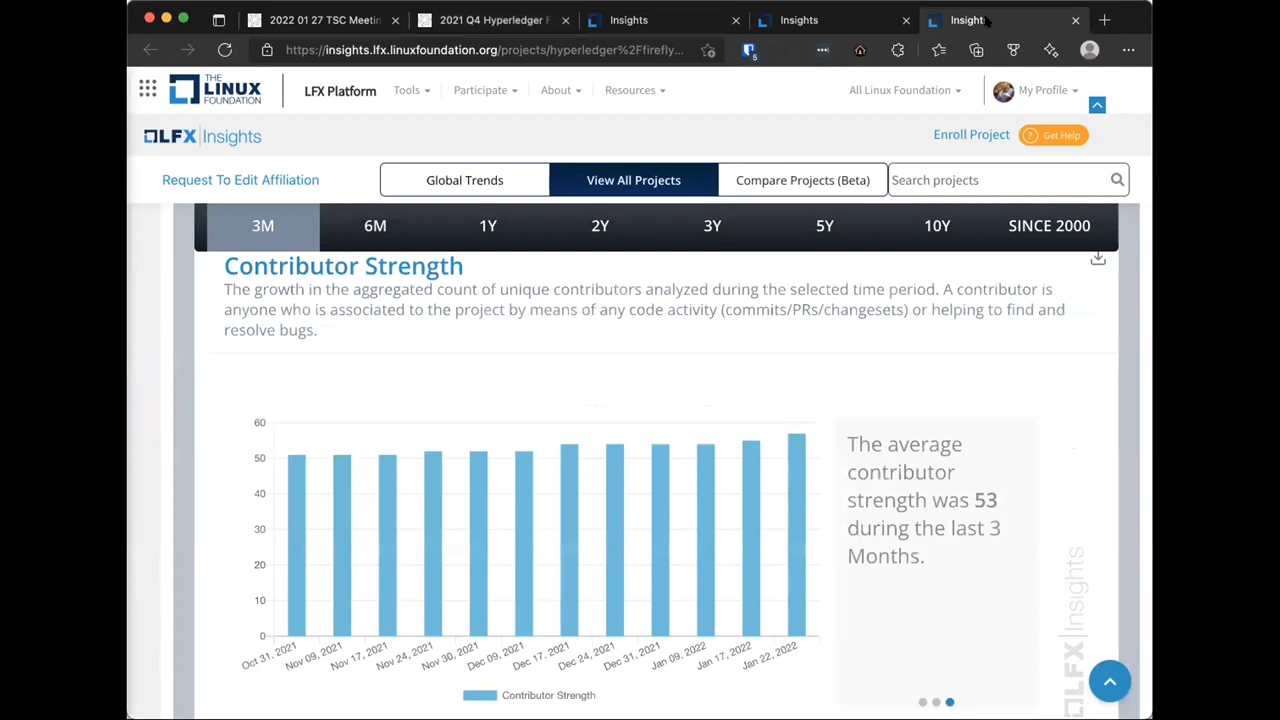 2022 01 27 TSC Meetin
2021 Q4 Hyperledger F
Insights
Insights
Insights
https://insights.lfx.linuxfoundation.org/projects/hyperledger%2Ffirefly...
5
THE LINUX FOUNDATION
LFX Platform
Tools
Participate
About
Resources
All Linux Foundation
My Profile
LFX Insights
Enroll Project
? Get Help
Request To Edit Affiliation
Global Trends
View All Projects
Compare Projects (Beta)
Search projects
3M
6M
1Y
2Y
3Y
5Y
10Y
SINCE 2000
Contributor Strength
The growth in the aggregated count of unique contributors analyzed during the selected time period. A contributor is
anyone who is associated to the project by means of any code activity (commits/PRs/changesets) or helping to find and
resolve bugs.
60
50
40
30
20
10
0
Oct 31, 2021
Nov 09, 2021
Nov 17, 2021
Nov 24, 2021
Nov 30, 2021
Dec 09, 2021
Dec 17, 2021
Dec 24, 2021
Dec 31, 2021
Jan 09, 2022
Jan 17, 2022
Jan 22, 2022
Contributor Strength
The average
contributor
strength was 53
during the last 3
Months.
LFX Insights